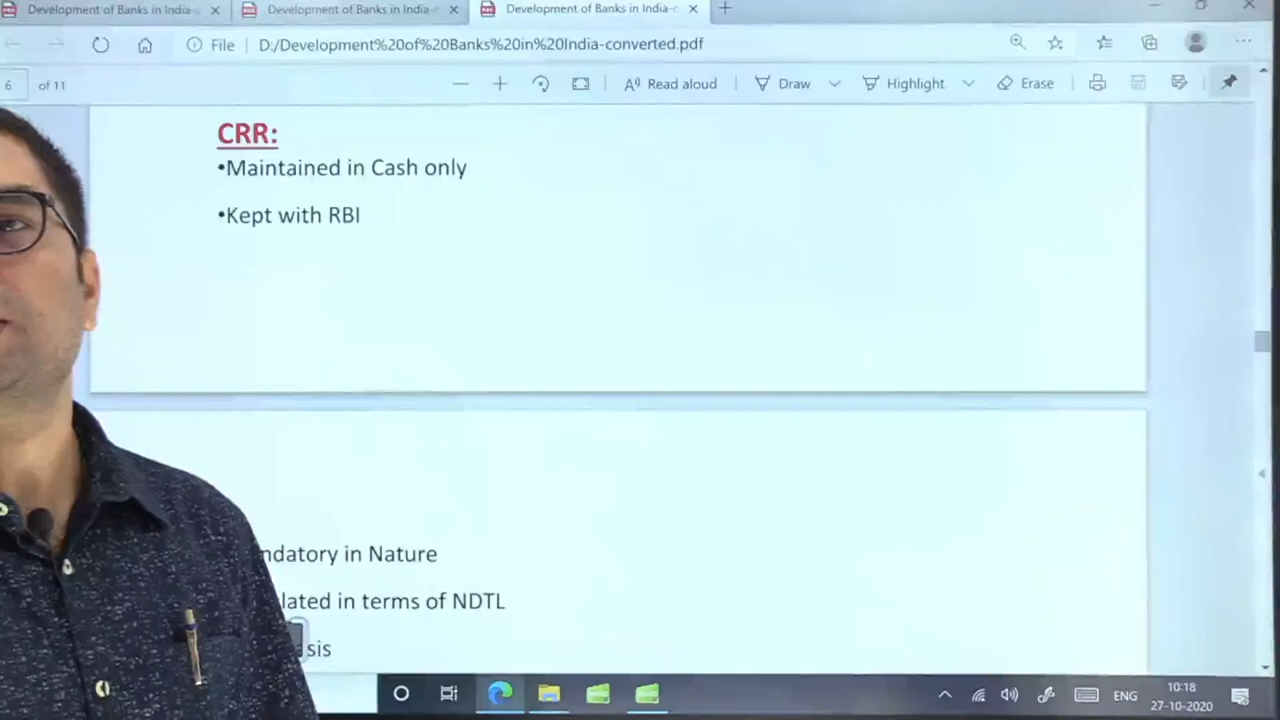 Development of Banks in India-
Development of Banks in India-
Development of Banks in India-c
File D:/Development%20of%20Banks%20in%20India-converted.pdf
6 of 11
Read aloud Draw Highlight Erase
CRR:
•Maintained in Cash only
•Kept with RBI
ndatory in Nature
lated in terms of NDTL
sis
ENG
10:18
27-10-2020